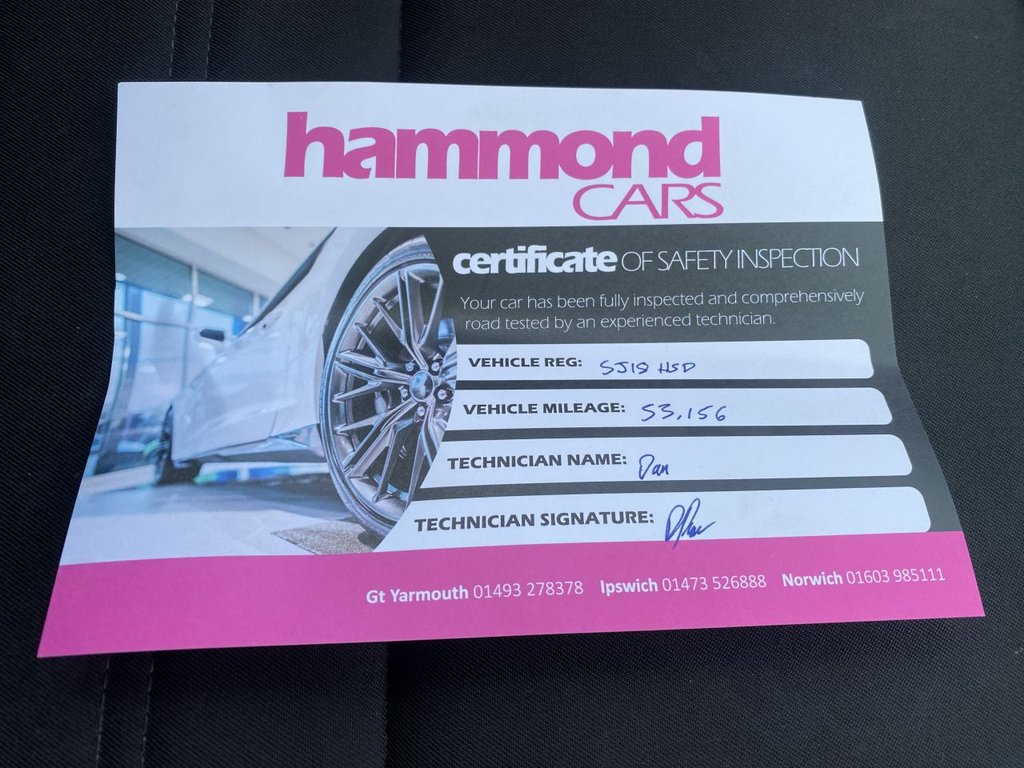 hammond
CARS
certificate OF SAFETY INSPECTION
Your car has been fully inspected and comprehensively
road tested by an experienced technician.
VEHICLE REG: SJ19 HSD
VEHICLE MILEAGE: 53,156
TECHNICIAN NAME: Dan
TECHNICIAN SIGNATURE:
Gt Yarmouth 01493 278378 Ipswich 01473 526888 Norwich 01603 985111